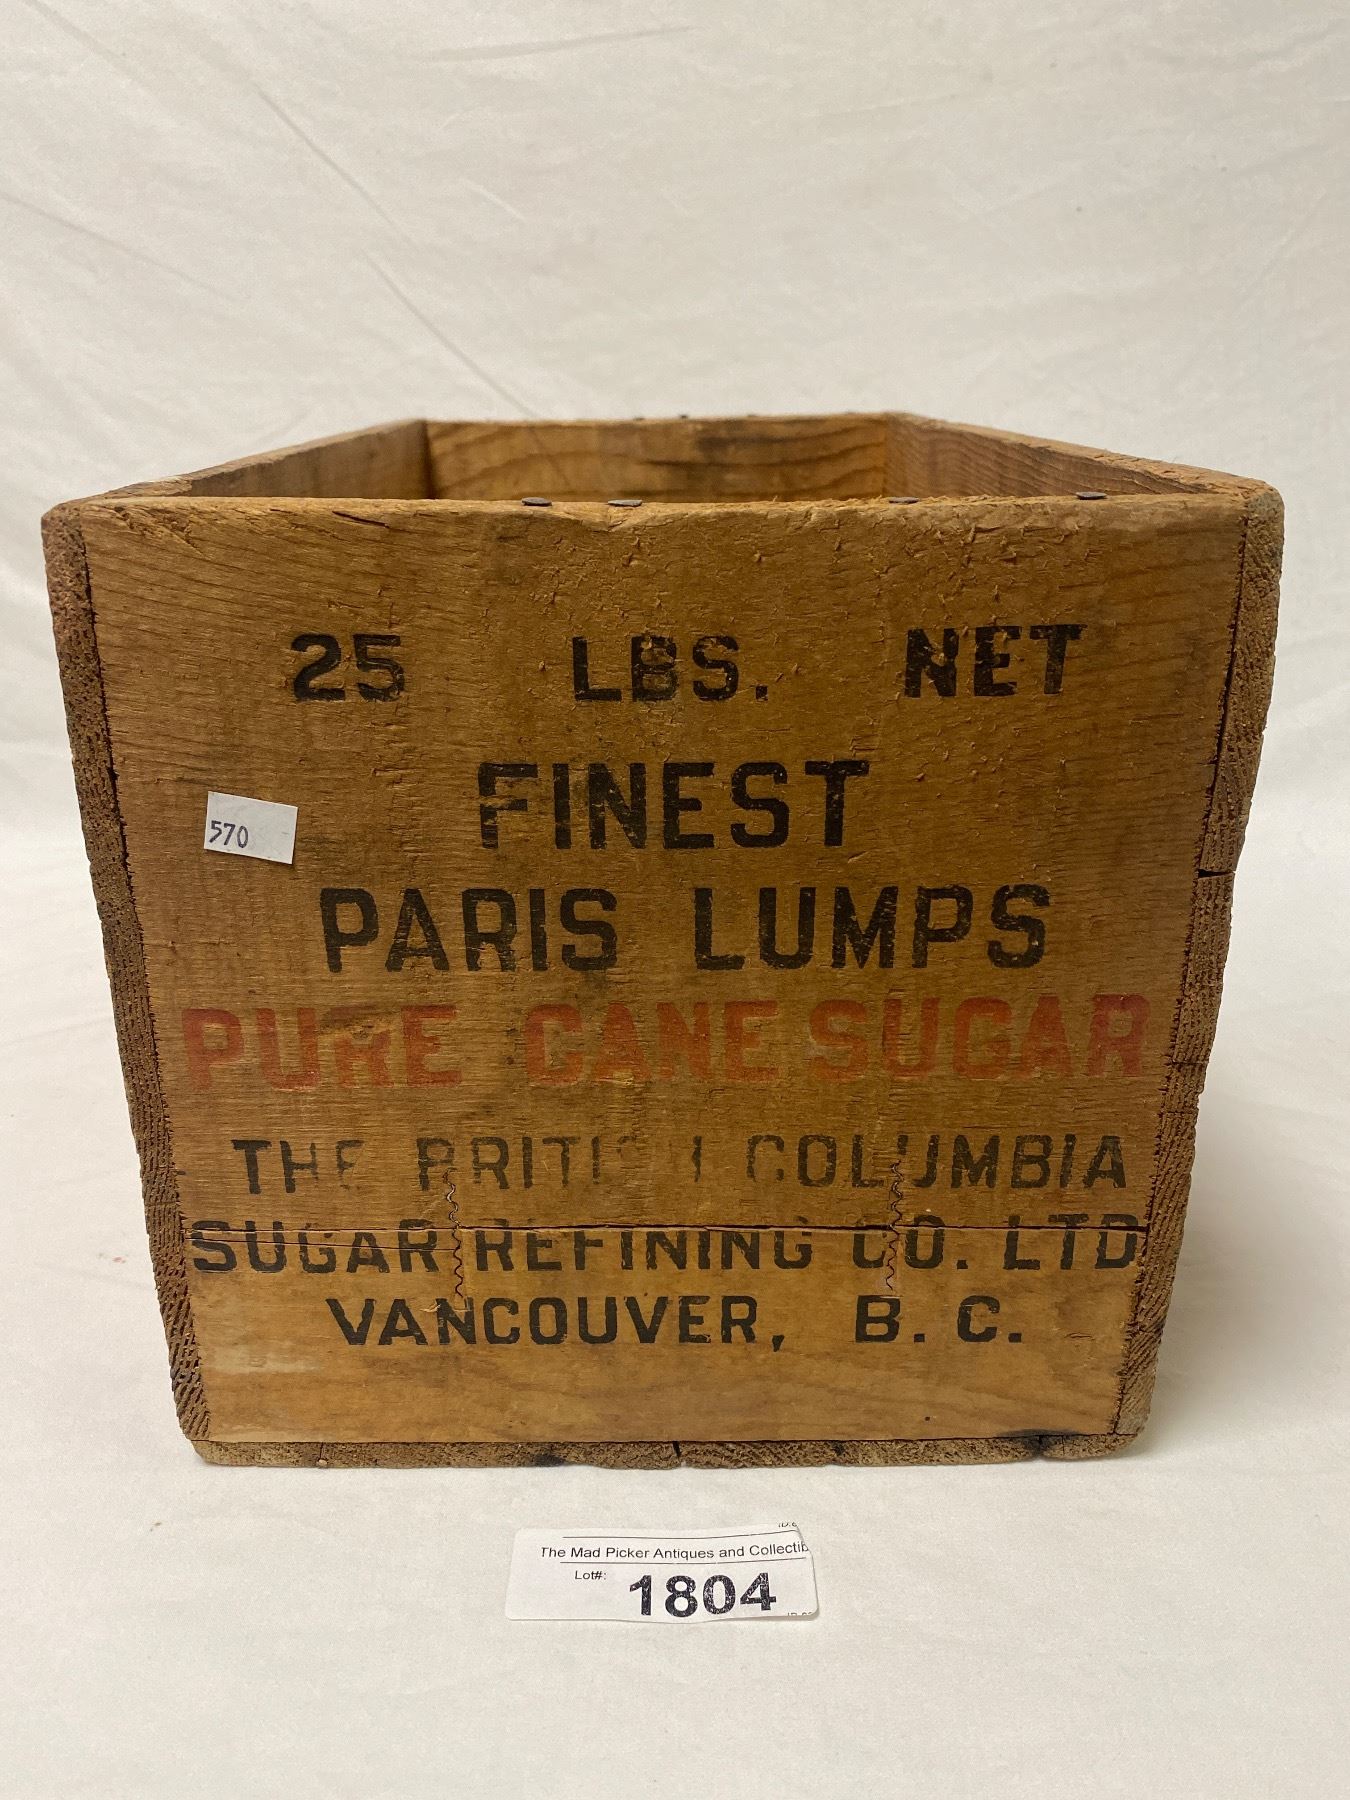 25 LBS. NET
FINEST
570
PARIS LUMPS
PURE CANE SUGAR
THE BRITISH COLUMBIA
SUGAR REFINING CO. LTD
VANCOUVER, B.C.
The Mad Picker Antiques and Collectib
Lot#: 1804